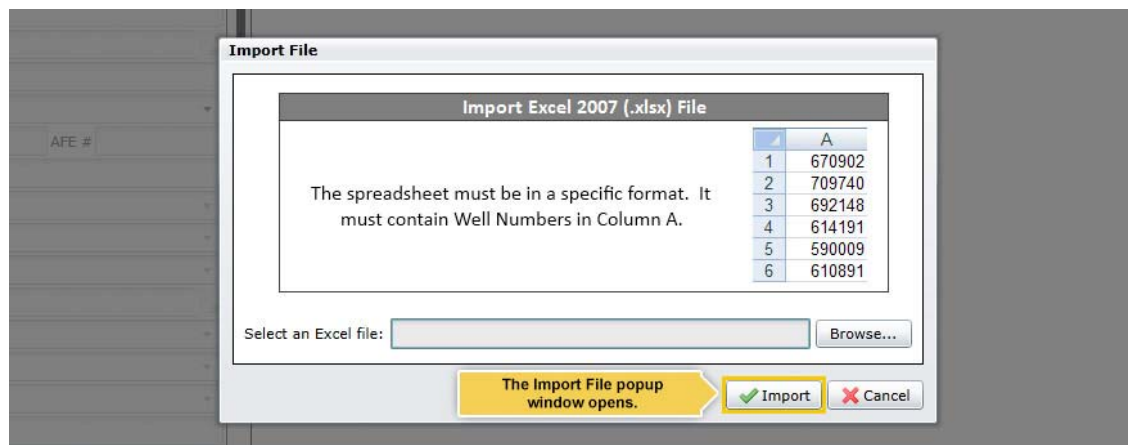 Import File
AFE #
Import Excel 2007 (.xlsx) File
The spreadsheet must be in a specific format. It
must contain Well Numbers in Column A.
A
1 670902
2 709740
3 692148
4 614191
5 590009
6 610891
Select an Excel file:
Browse...
The Import File popup
window opens.
Import
Cancel